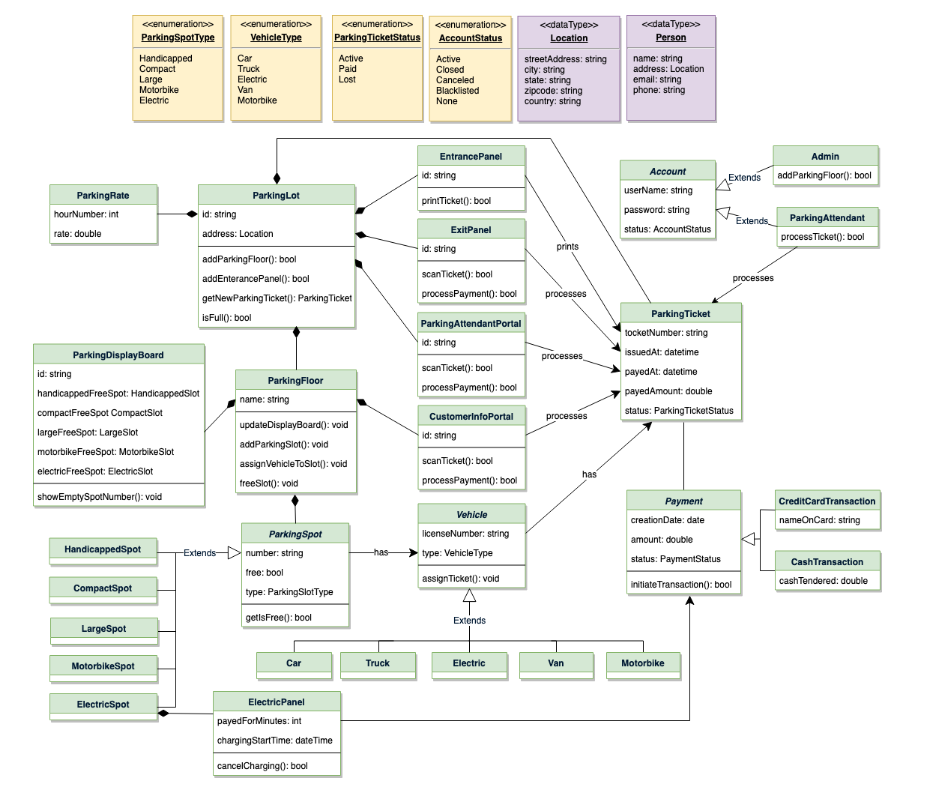 <<enumeration>>
ParkingSpotType
Handicapped
Compact
Large
Motorbike
Electric
<<enumeration>>
VehicleType
Car
Truck
Electric
Van
Motorbike
<<enumeration>>
ParkingTicketStatus
Active
Paid
Lost
<<enumeration>>
AccountStatus
Active
Closed
Canceled
Blacklisted
None
<<dataType>>
Location
streetAddress: string
city: string
state: string
zipcode: string
country: string
<<dataType>>
Person
name: string
address: Location
email: string
phone: string
ParkingRate
hourNumber: int
rate: double
ParkingLot
id: string
address: Location
addParkingFloor(): bool
addEnterancePanel(): bool
getNewParkingTicket(): ParkingTicket
isFull(): bool
EntrancePanel
id: string
printTicket(): bool
prints
ExitPanel
id: string
scanTicket(): bool
processPayment(): bool
processes
ParkingAttendantPortal
id: string
scanTicket(): bool
processPayment(): bool
processes
CustomerInfoPortal
id: string
scanTicket(): bool
processPayment(): bool
processes
Account
userName: string
password: string
status: AccountStatus
Extends
Admin
addParkingFloor(): bool
Extends
ParkingAttendant
processTicket(): bool
processes
ParkingTicket
tocketNumber: string
issuedAt: datetime
payedAt: datetime
payedAmount: double
status: ParkingTicketStatus
ParkingDisplayBoard
id: string
handicappedFreeSpot: HandicappedSlot
compactFreeSpot CompactSlot
largeFreeSpot: LargeSlot
motorbikeFreeSpot: MotorbikeSlot
electricFreeSpot: ElectricSlot
showEmptySpotNumber(): void
ParkingFloor
name: string
updateDisplayBoard(): void
addParkingSlot(): void
assignVehicleToSlot(): void
freeSlot(): void
ParkingSpot
number: string
free: bool
type: ParkingSlotType
getIsFree(): bool
has
Vehicle
licenseNumber: string
type: VehicleType
assignTicket(): void
has
Payment
creationDate: date
amount: double
status: PaymentStatus
initiateTransaction(): bool
CreditCardTransaction
nameOnCard: string
CashTransaction
cashTendered: double
HandicappedSpot
Extends
CompactSpot
LargeSpot
MotorbikeSpot
ElectricSpot
Extends
Car
Truck
Electric
Van
Motorbike
ElectricPanel
payedForMinutes: int
chargingStartTime: dateTime
cancelCharging(): bool